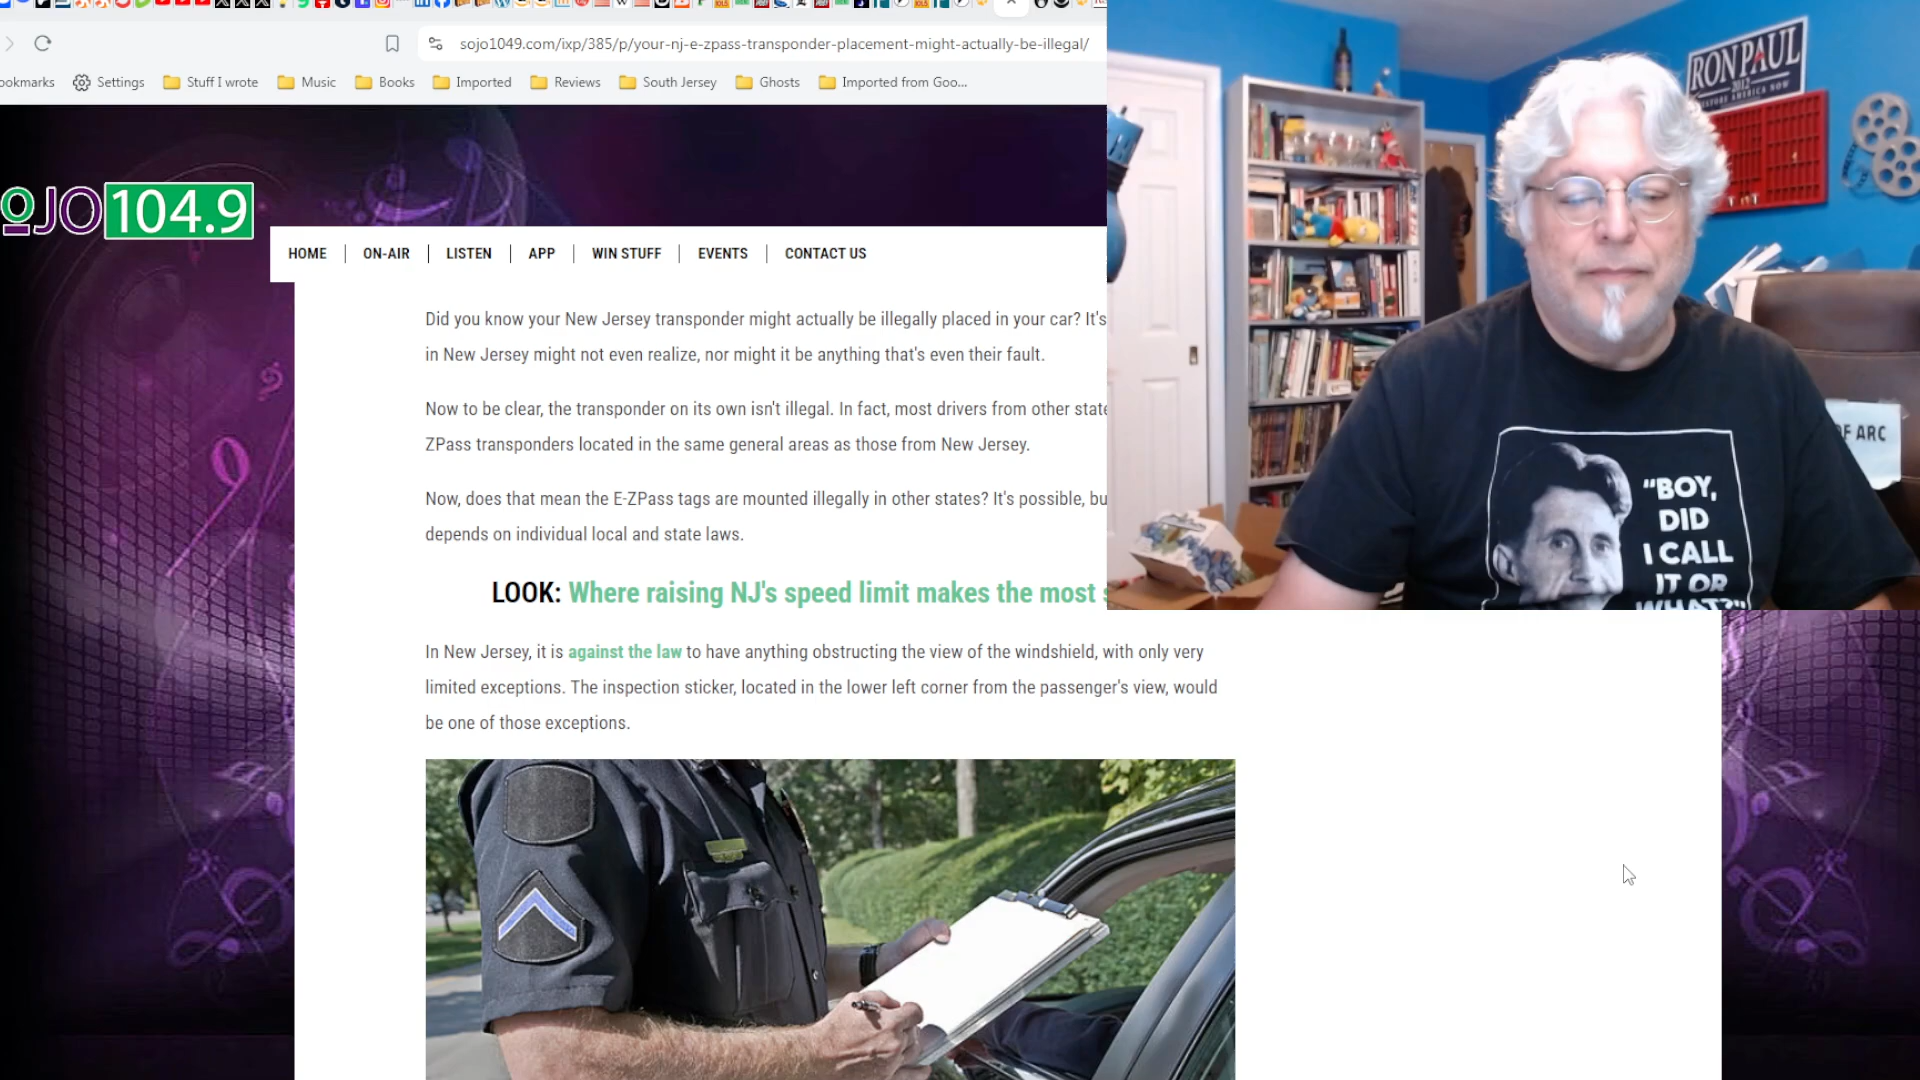 sojo1049.com/ixp/385/p/your-nj-e-zpass-transponder-placement-might-actually-be-illegal/
ookmarks Settings Stuff I wrote Music Books Imported Reviews South Jersey Ghosts Imported from Goo...
OJO 104.9
HOME ON-AIR LISTEN APP WIN STUFF EVENTS CONTACT US
Did you know your New Jersey transponder might actually be illegally placed in your car? It's
in New Jersey might not even realize, nor might it be anything that's even their fault.
Now to be clear, the transponder on its own isn't illegal. In fact, most drivers from other state
ZPass transponders located in the same general areas as those from New Jersey.
Now, does that mean the E-ZPass tags are mounted illegally in other states? It's possible, bu
depends on individual local and state laws.
LOOK: Where raising NJ's speed limit makes the most s
In New Jersey, it is against the law to have anything obstructing the view of the windshield, with only very
limited exceptions. The inspection sticker, located in the lower left corner from the passenger's view, would
be one of those exceptions.
RON PAUL
2012
RESTORE AMERICA NOW
OF ARC
"BOY,
DID
I CALL
IT OR
WHAT?"